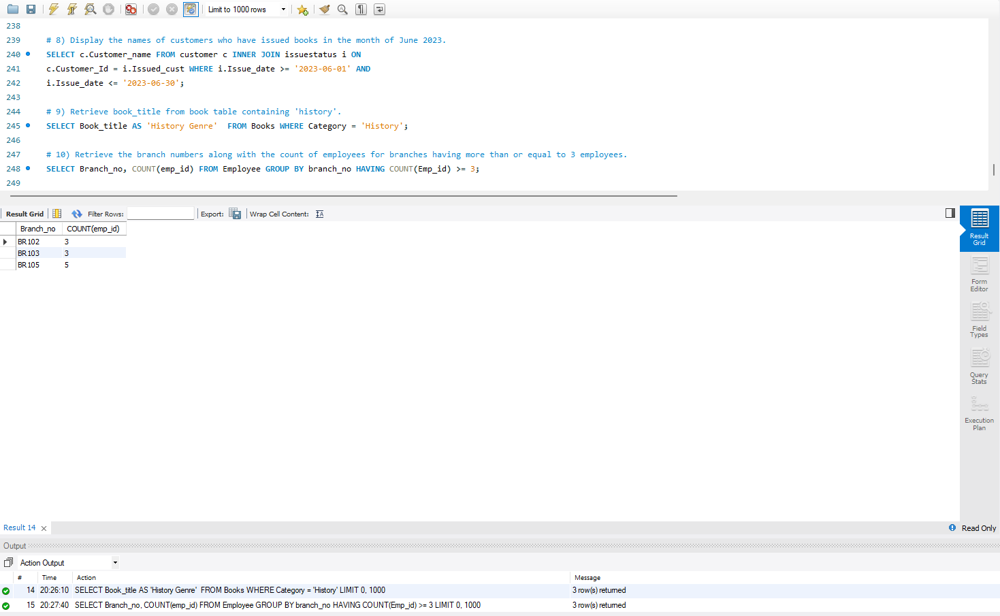 Limit to 1000 rows
238
239 # 8) Display the names of customers who have issued books in the month of June 2023.
240 SELECT c.Customer_name FROM customer c INNER JOIN issuestatus i ON
241 c.Customer_Id = i.Issued_cust WHERE i.Issue_date >= '2023-06-01' AND
242 i.Issue_date <= '2023-06-30';
243
244 # 9) Retrieve book_title from book table containing 'history'.
245 SELECT Book_title AS 'History Genre'  FROM Books WHERE Category = 'History';
246
247 # 10) Retrieve the branch numbers along with the count of employees for branches having more than or equal to 3 employees.
248 SELECT Branch_no, COUNT(emp_id) FROM Employee GROUP BY branch_no HAVING COUNT(Emp_id) >= 3;
249
Result Grid Filter Rows: Export: Wrap Cell Content:
Branch_no COUNT(emp_id)
BR102 3
BR103 3
BR105 5
Result
Grid
Form
Editor
Field
Types
Query
Stats
Execution
Plan
Result 14 Read Only
Output
Action Output
# Time Action Message
14 20:26:10 SELECT Book_title AS 'History Genre'  FROM Books WHERE Category = 'History' LIMIT 0, 1000 3 row(s) returned
15 20:27:40 SELECT Branch_no, COUNT(emp_id) FROM Employee GROUP BY branch_no HAVING COUNT(Emp_id) >= 3 LIMIT 0, 1000 3 row(s) returned